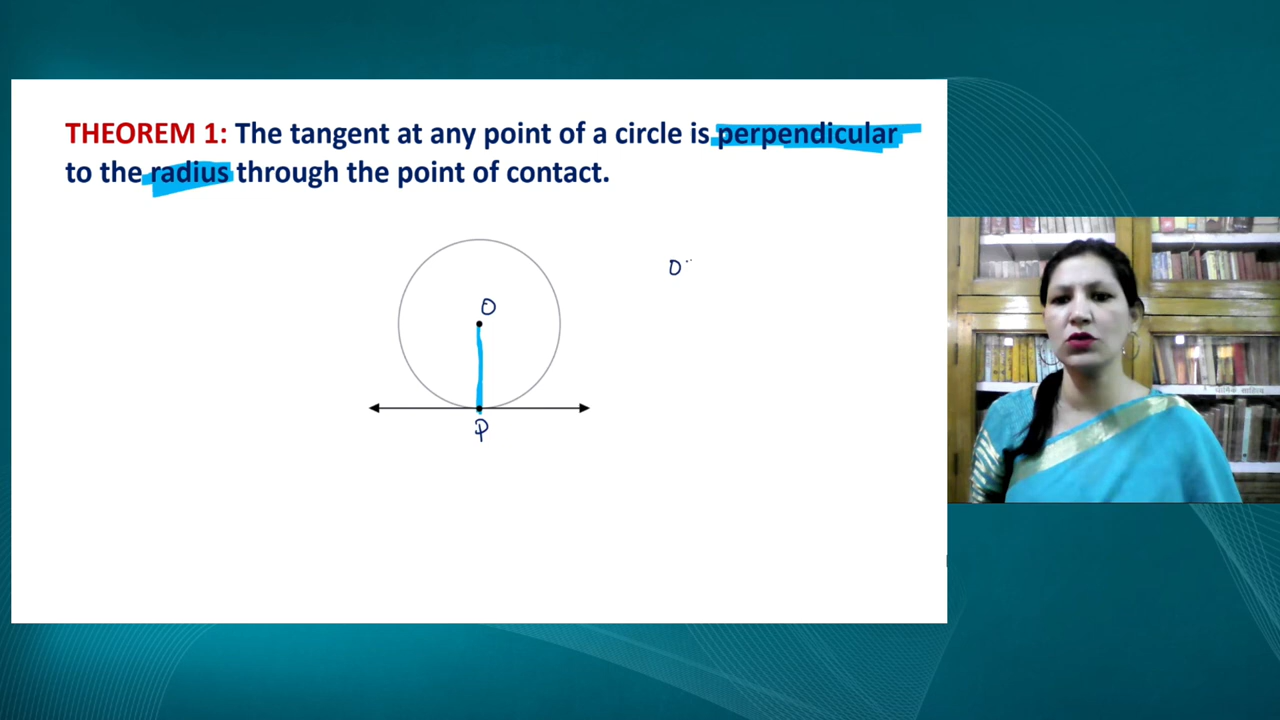 THEOREM 1: The tangent at any point of a circle is perpendicular
to the radius through the point of contact.
O
O
P